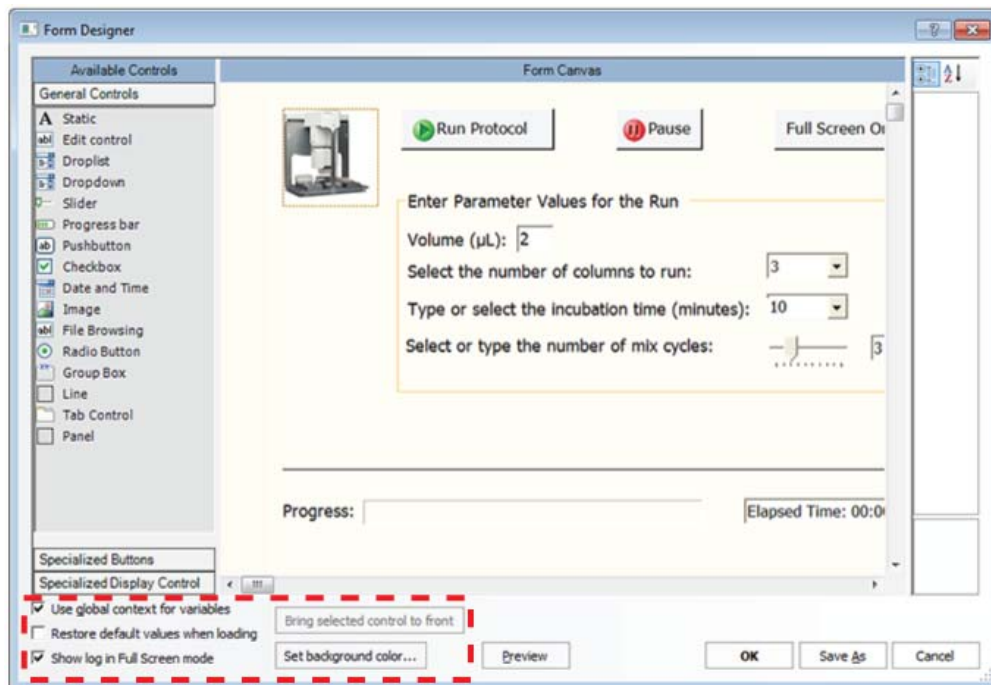 Form Designer
Available Controls
Form Canvas
General Controls
A Static
Edit control
Droplist
Dropdown
Slider
Progress bar
Pushbutton
Checkbox
Date and Time
Image
File Browsing
Radio Button
Group Box
Line
Tab Control
Panel
Specialized Buttons
Specialized Display Control
Run Protocol
Pause
Full Screen
Enter Parameter Values for the Run
Volume (µL): 2
Select the number of columns to run: 3
Type or select the incubation time (minutes): 10
Select or type the number of mix cycles: 3
Progress:
Elapsed Time: 00:0
Use global context for variables
Restore default values when loading
Show log in Full Screen mode
Bring selected control to front
Set background color...
Preview
OK
Save As
Cancel